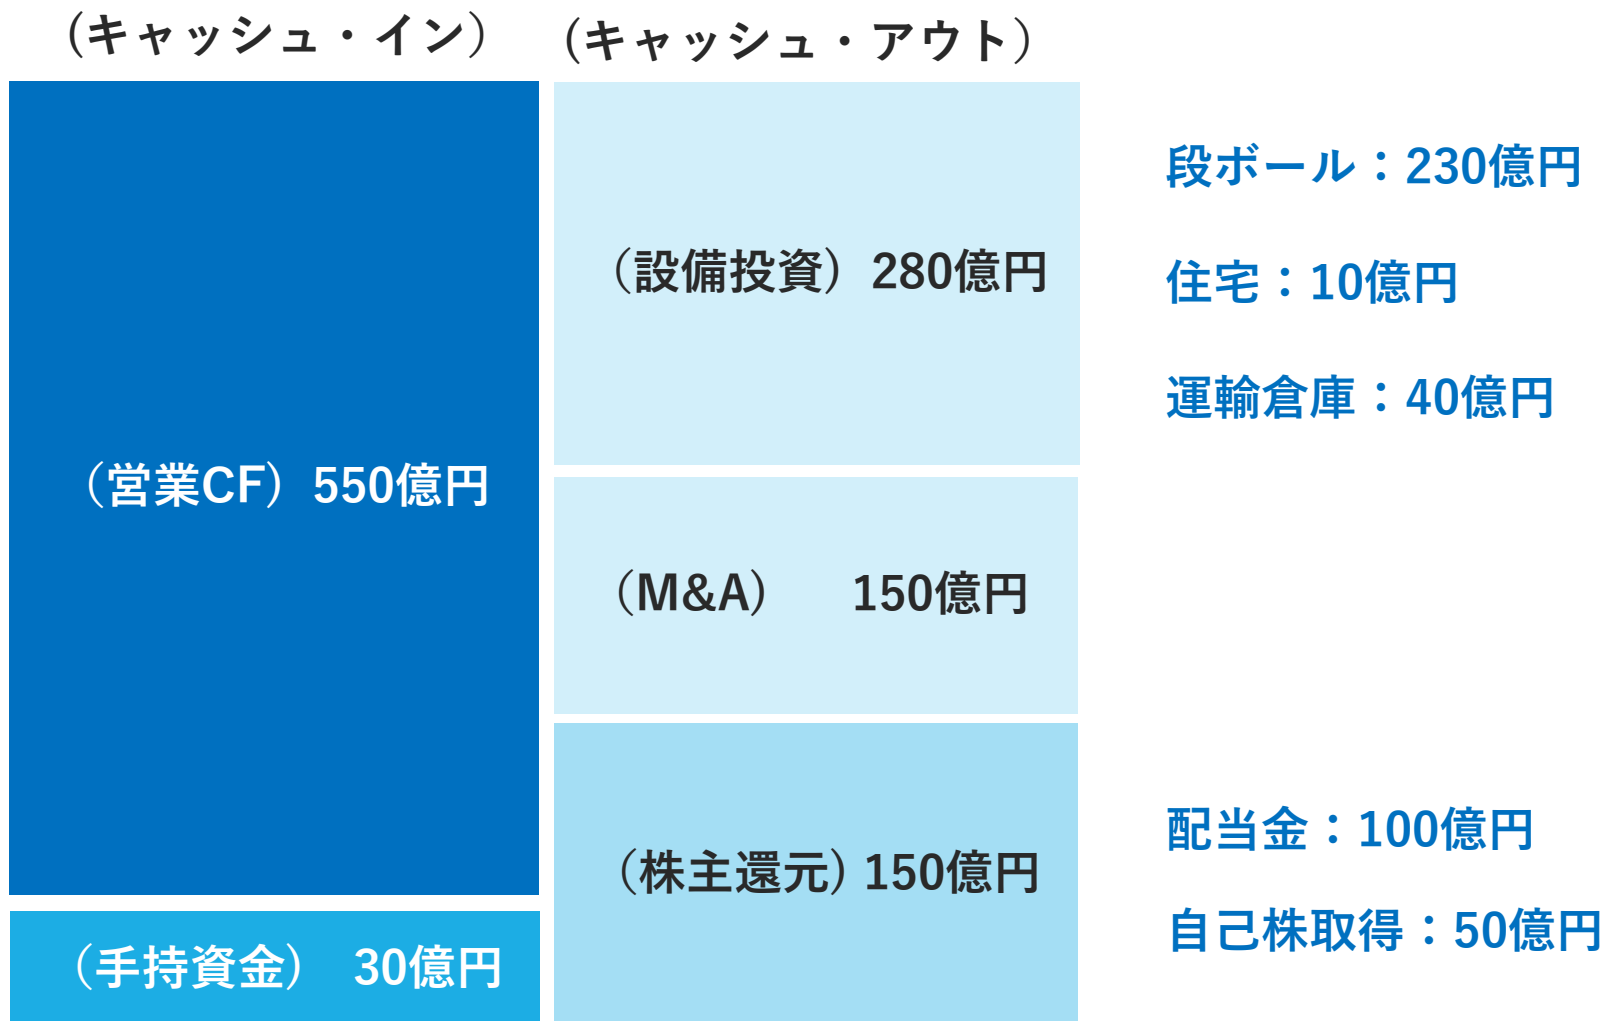 （キャッシュ・イン）
（キャッシュ・アウト）
（営業CF）550億円
（手持資金）　30億円
（設備投資）280億円
（M&A）　150億円
（株主還元）150億円
段ボール：230億円
住宅：10億円
運輸倉庫：40億円
配当金：100億円
自己株取得：50億円